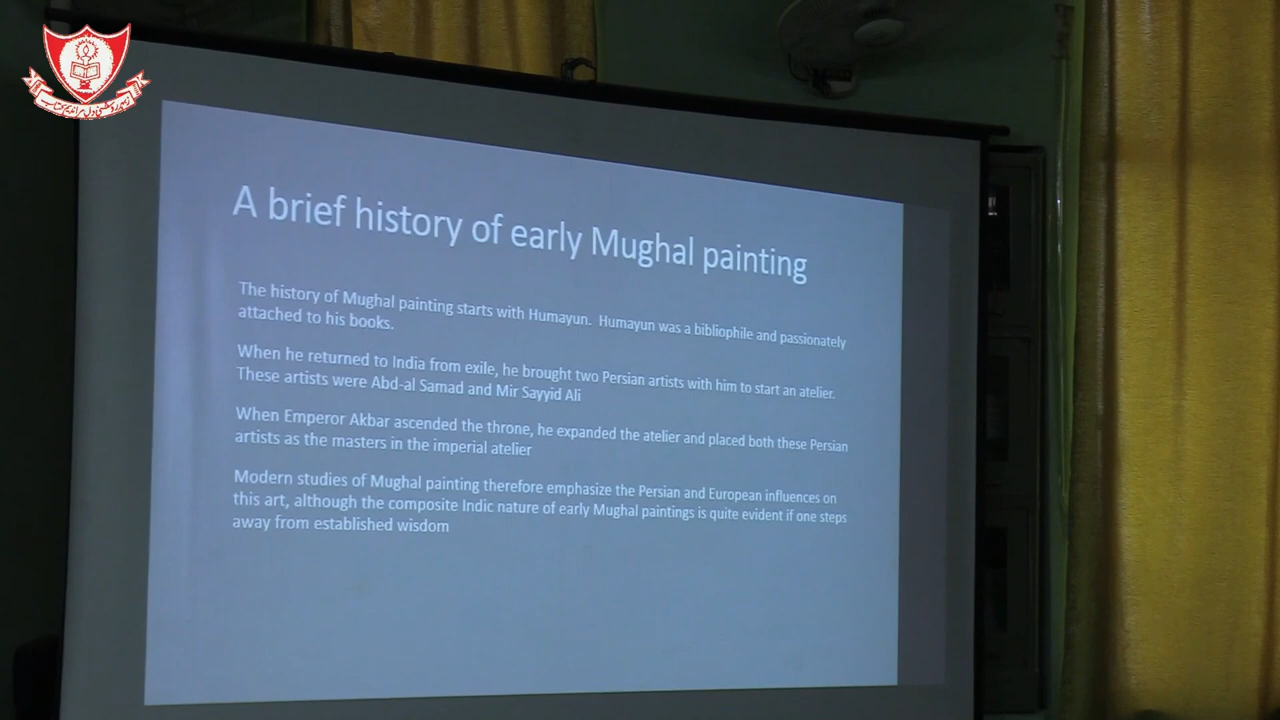 A brief history of early Mughal painting
The history of Mughal painting starts with Humayun. Humayun was a bibliophile and passionately
attached to his books.
When he returned to India from exile, he brought two Persian artists with him to start an atelier.
These artists were Abd-al Samad and Mir Sayyid Ali
When Emperor Akbar ascended the throne, he expanded the atelier and placed both these Persian
artists as the masters in the imperial atelier
Modern studies of Mughal painting therefore emphasize the Persian and European influences on
this art, although the composite Indic nature of early Mughal paintings is quite evident if one steps
away from established wisdom